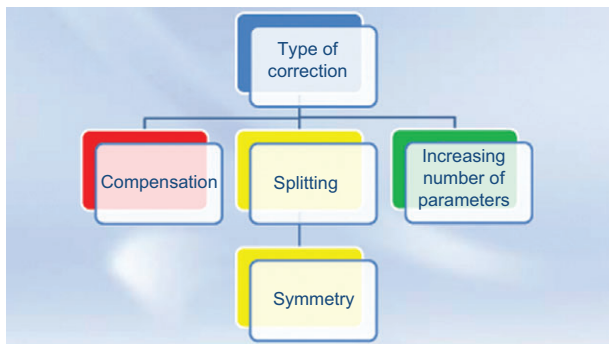 Type of
correction
Compensation
Splitting
Increasing
number of
parameters
Symmetry